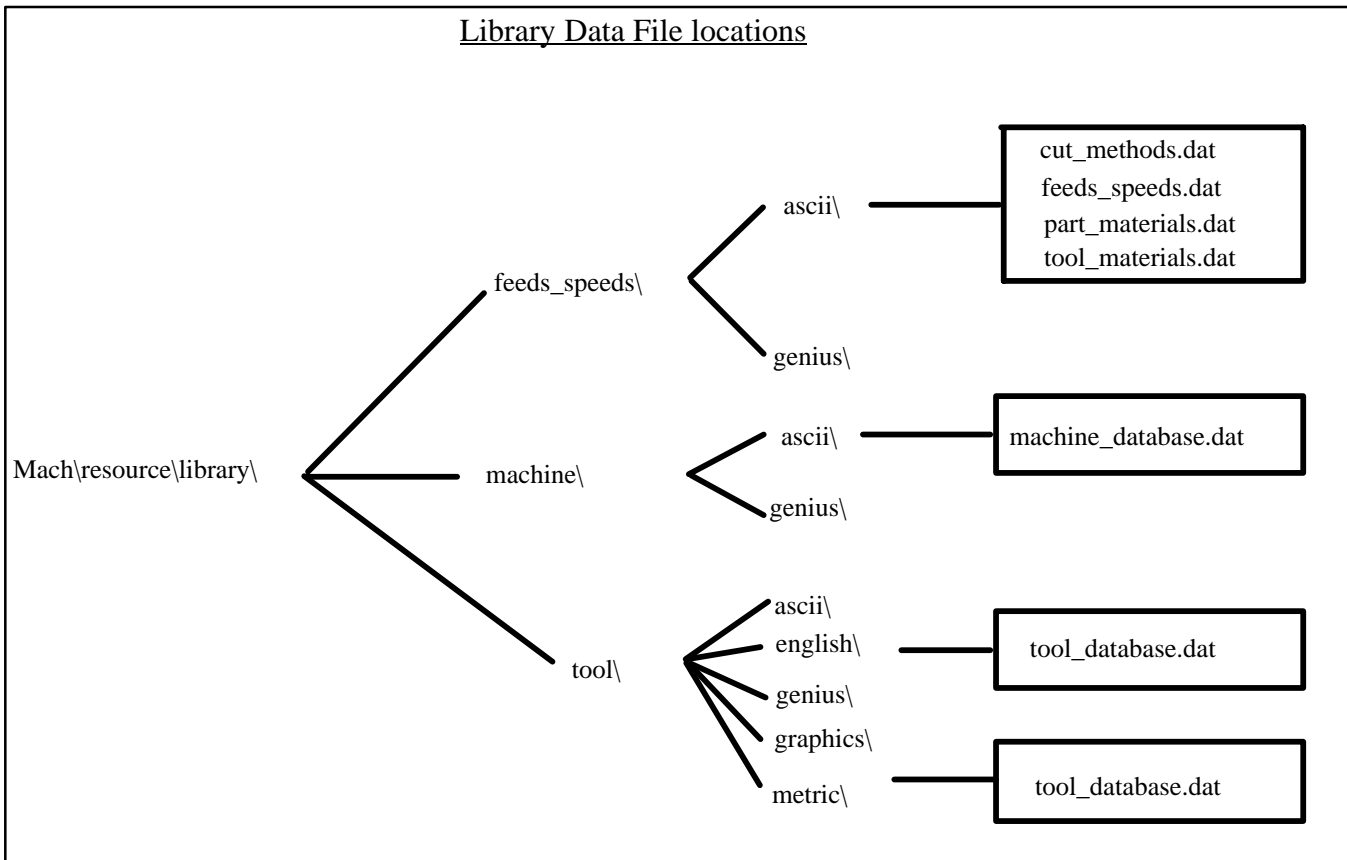 Library Data File locations
Mach\resource\library\
feeds_speeds\
ascii\
cut_methods.dat
feeds_speeds.dat
part_materials.dat
tool_materials.dat
genius\
machine\
ascii\
machine_database.dat
genius\
tool\
ascii\
english\
tool_database.dat
genius\
graphics\
metric\
tool_database.dat